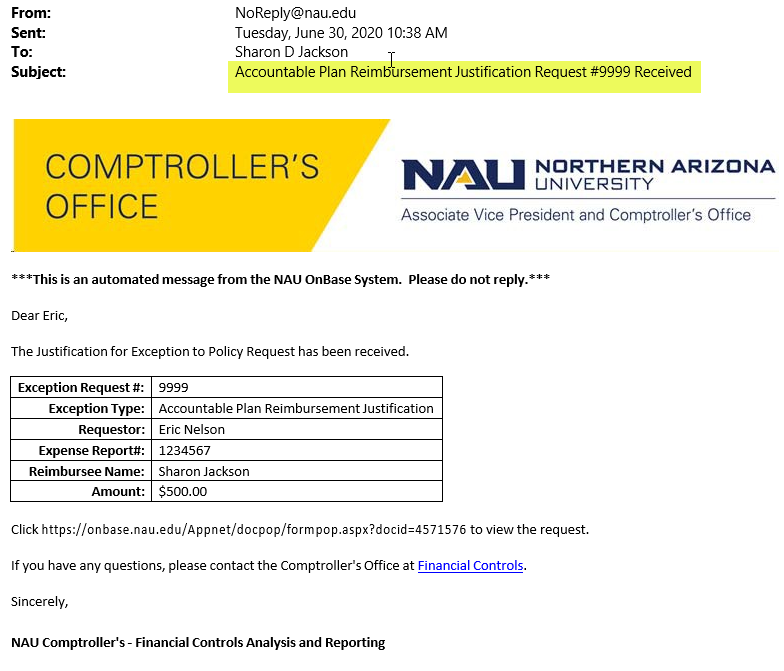 From: NoReply@nau.edu
Sent: Tuesday, June 30, 2020 10:38 AM
To: Sharon D Jackson
Subject: Accountable Plan Reimbursement Justification Request #9999 Received
COMPTROLLER'S
OFFICE
NAU NORTHERN ARIZONA
UNIVERSITY
Associate Vice President and Comptroller's Office
***This is an automated message from the NAU OnBase System.  Please do not reply.***
Dear Eric,
The Justification for Exception to Policy Request has been received.
Exception Request #: 9999
Exception Type: Accountable Plan Reimbursement Justification
Requestor: Eric Nelson
Expense Report#: 1234567
Reimbursee Name: Sharon Jackson
Amount: $500.00
Click https://onbase.nau.edu/Appnet/docpop/formpop.aspx?docid=4571576 to view the request.
If you have any questions, please contact the Comptroller's Office at Financial Controls.
Sincerely,
NAU Comptroller's - Financial Controls Analysis and Reporting